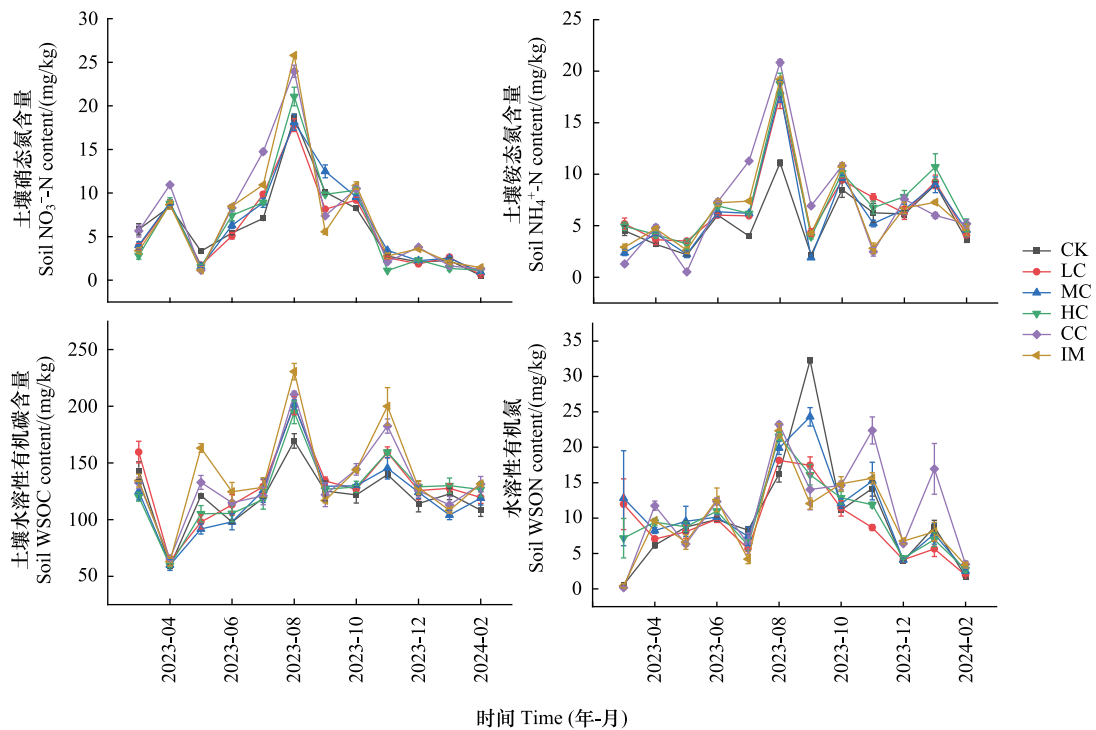 土壤硝态氮含量
Soil NO₃⁻-N content/(mg/kg)
30
25
20
15
10
5
0
土壤铵态氮含量
Soil NH₄⁺-N content/(mg/kg)
25
20
15
10
5
0
土壤水溶性有机碳含量
Soil WSOC content/(mg/kg)
250
200
150
100
50
水溶性有机氮
Soil WSON content/(mg/kg)
35
30
25
20
15
10
5
0
CK
LC
MC
HC
CC
IM
2023-04
2023-06
2023-08
2023-10
2023-12
2024-02
2023-04
2023-06
2023-08
2023-10
2023-12
2024-02
时间 Time (年-月)